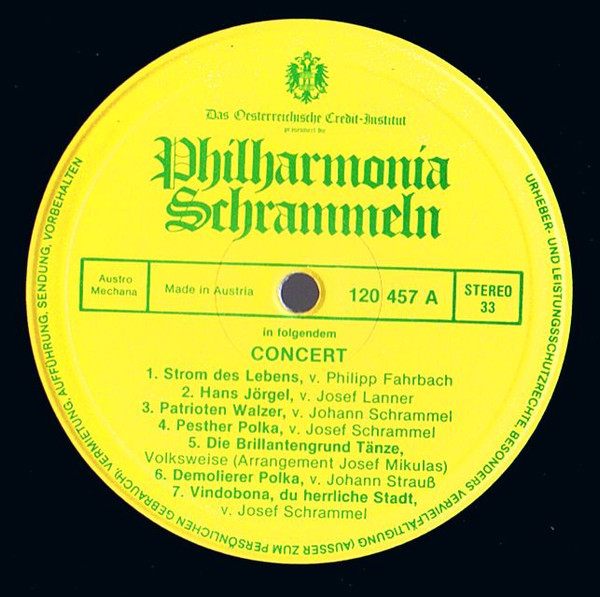 Das Oesterreichische Credit-Institut
präsentiert die
Philharmonia
Schrammeln
Austro
Mechana
Made in Austria
120 457 A
STEREO
33
in folgendem
CONCERT
1. Strom des Lebens, v. Philipp Fahrbach
2. Hans Jörgel, v. Josef Lanner
3. Patrioten Walzer, v. Johann Schrammel
4. Pesther Polka, v. Josef Schrammel
5. Die Brillantengrund Tänze,
Volksweise (Arrangement Josef Mikulas)
6. Demolierer Polka, v. Johann Strauß
7. Vindobona, du herrliche Stadt,
v. Josef Schrammel
URHEBER- UND LEISTUNGSSCHUTZRECHTE, BESONDERS VERVIELFÄLTIGUNG (AUSSER ZUM PERSÖNLICHEN GEBRAUCH), VERMIETUNG, AUFFÜHRUNG, SENDUNG, VORBEHALTEN